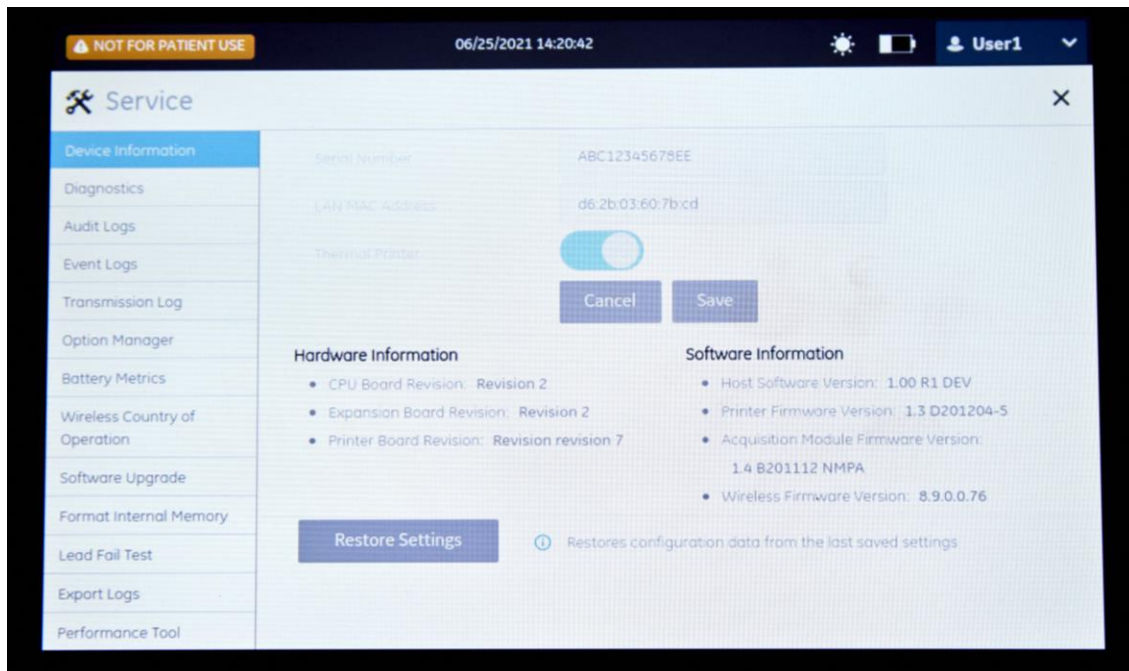 NOT FOR PATIENT USE
06/25/2021 14:20:42
User1
Service
Device Information
Diagnostics
Audit Logs
Event Logs
Transmission Log
Option Manager
Battery Metrics
Wireless Country of
Operation
Software Upgrade
Format Internal Memory
Lead Fail Test
Export Logs
Performance Tool
Serial Number ABC12345678EE
LAN MAC Address d6:2b:03:60:7b:cd
Thermal Printer
Cancel Save
Hardware Information
• CPU Board Revision: Revision 2
• Expansion Board Revision: Revision 2
• Printer Board Revision: Revision revision 7
Software Information
• Host Software Version: 1.00 R1 DEV
• Printer Firmware Version: 1.3 D201204-5
• Acquisition Module Firmware Version:
1.4 B201112 NMPA
• Wireless Firmware Version: 8.9.0.0.76
Restore Settings
Restores configuration data from the last saved settings